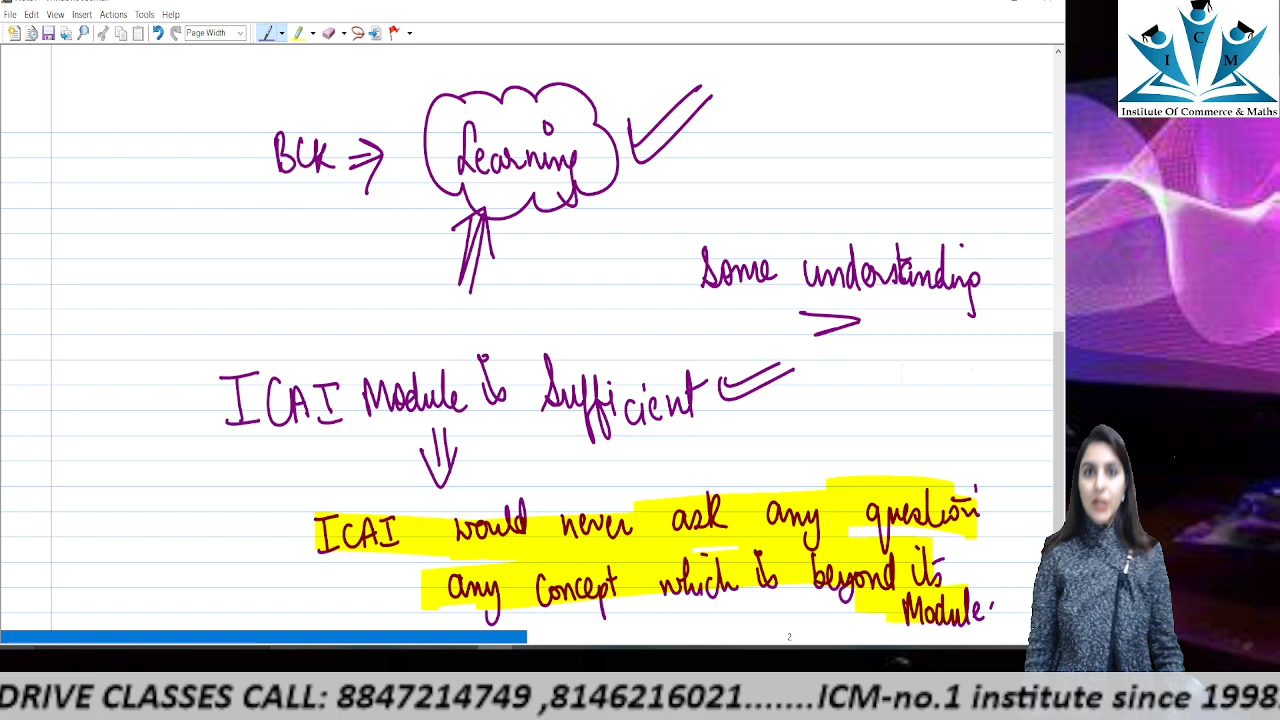 File Edit View Insert Actions Tools Help
Page Width
I C M
Institute Of Commerce & Maths
BCK ⇒ Learning
Some understanding
ICAI Module is Sufficient
ICAI would never ask any question
any concept which is beyond its
Module.
2
DRIVE CLASSES CALL: 8847214749 ,8146216021.......ICM-no.1 institute since 1998.